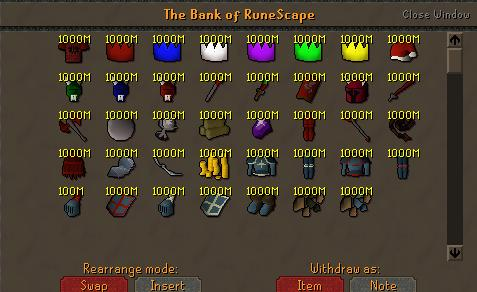 The Bank of RuneScape Close Window
1000M 1000M 1000M 1000M 1000M 1000M 1000M 1000M
1000M 1000M 1000M 1000M 1000M 1000M 1000M 1000M
1000M 1000M 1000M 1000M 1000M 1000M 1000M 1000M
1000M 1000M 1000M 1000M 1000M 1000M 1000M 1000M
100M 1000M 1000M 1000M 1000M 1000M 1000M
Rearrange mode: Withdraw as:
Swap Insert Item Note